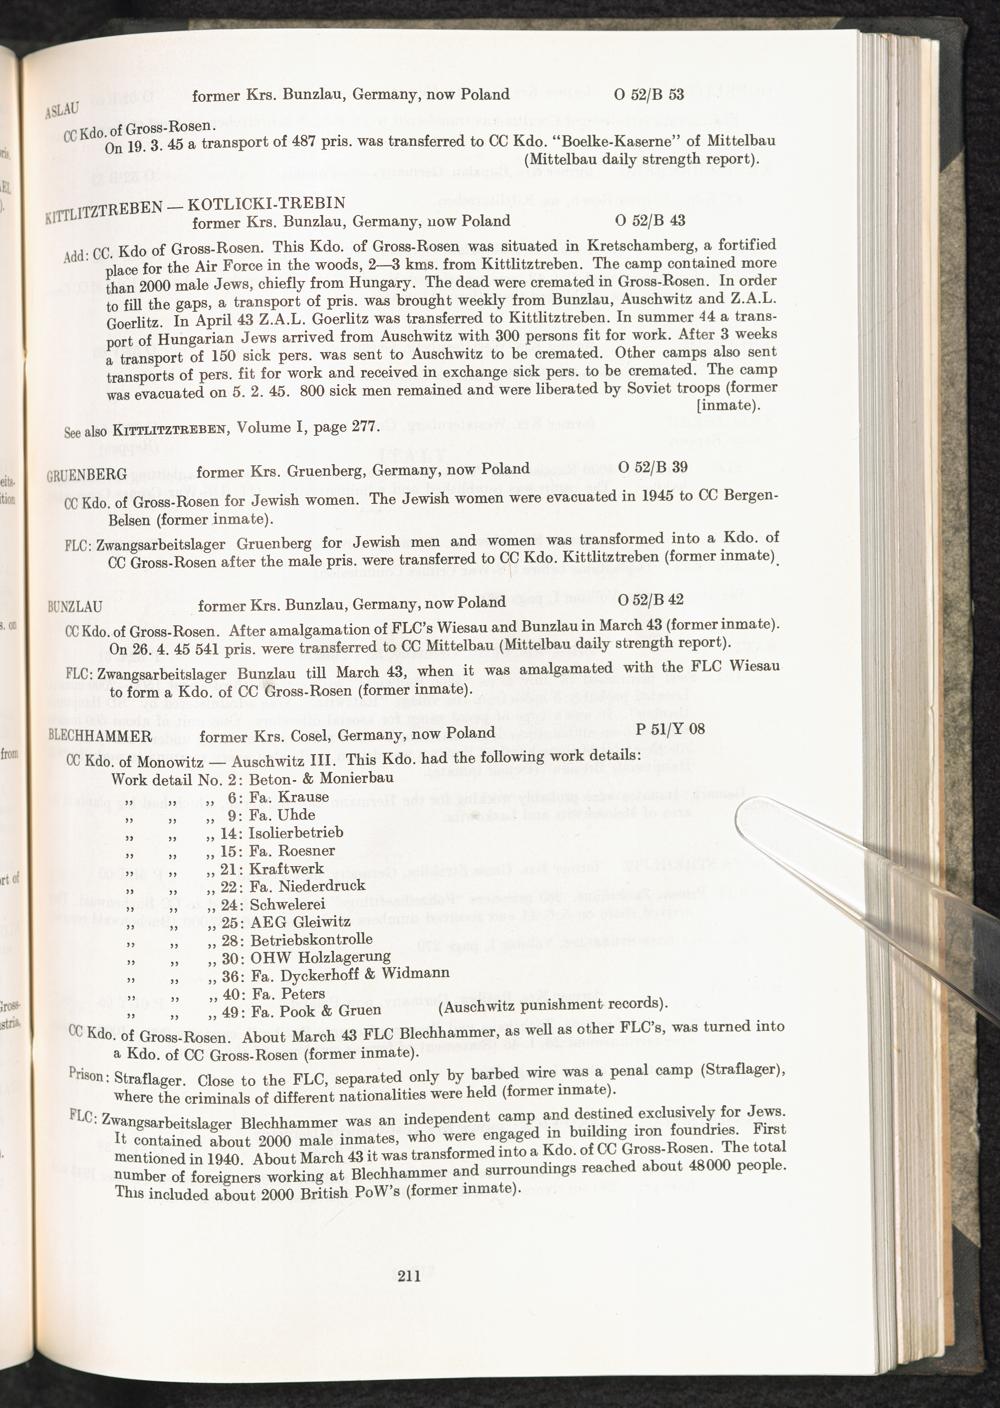 ASLAU former Krs. Bunzlau, Germany, now Poland O 52/B 53
CC Kdo. of Gross-Rosen.
On 19. 3. 45 a transport of 487 pris. was transferred to CC Kdo. “Boelke-Kaserne” of Mittelbau
(Mittelbau daily strength report).
KITTLITZTREBEN — KOTLICKI-TREBIN
former Krs. Bunzlau, Germany, now Poland O 52/B 43
Add: CC. Kdo of Gross-Rosen. This Kdo. of Gross-Rosen was situated in Kretschamberg, a fortified
place for the Air Force in the woods, 2—3 kms. from Kittlitztreben. The camp contained more
than 2000 male Jews, chiefly from Hungary. The dead were cremated in Gross-Rosen. In order
to fill the gaps, a transport of pris. was brought weekly from Bunzlau, Auschwitz and Z.A.L.
Goerlitz. In April 43 Z.A.L. Goerlitz was transferred to Kittlitztreben. In summer 44 a trans-
port of Hungarian Jews arrived from Auschwitz with 300 persons fit for work. After 3 weeks
a transport of 150 sick pers. was sent to Auschwitz to be cremated. Other camps also sent
transports of pers. fit for work and received in exchange sick pers. to be cremated. The camp
was evacuated on 5. 2. 45. 800 sick men remained and were liberated by Soviet troops (former
[inmate).
See also KITTLITZTREBEN, Volume I, page 277.
GRUENBERG former Krs. Gruenberg, Germany, now Poland O 52/B 39
CC Kdo. of Gross-Rosen for Jewish women. The Jewish women were evacuated in 1945 to CC Bergen-
Belsen (former inmate).
FLC: Zwangsarbeitslager Gruenberg for Jewish men and women was transformed into a Kdo. of
CC Gross-Rosen after the male pris. were transferred to CC Kdo. Kittlitztreben (former inmate).
BUNZLAU former Krs. Bunzlau, Germany, now Poland O 52/B 42
CC Kdo. of Gross-Rosen. After amalgamation of FLC's Wiesau and Bunzlau in March 43 (former inmate).
On 26. 4. 45 541 pris. were transferred to CC Mittelbau (Mittelbau daily strength report).
FLC: Zwangsarbeitslager Bunzlau till March 43, when it was amalgamated with the FLC Wiesau
to form a Kdo. of CC Gross-Rosen (former inmate).
BLECHHAMMER former Krs. Cosel, Germany, now Poland P 51/Y 08
CC Kdo. of Monowitz — Auschwitz III. This Kdo. had the following work details:
Work detail No. 2: Beton- & Monierbau
„ „ „ 6: Fa. Krause
„ „ „ 9: Fa. Uhde
„ „ „ 14: Isolierbetrieb
„ „ „ 15: Fa. Roesner
„ „ „ 21: Kraftwerk
„ „ „ 22: Fa. Niederdruck
„ „ „ 24: Schwelerei
„ „ „ 25: AEG Gleiwitz
„ „ „ 28: Betriebskontrolle
„ „ „ 30: OHW Holzlagerung
„ „ „ 36: Fa. Dyckerhoff & Widmann
„ „ „ 40: Fa. Peters
„ „ „ 49: Fa. Pook & Gruen (Auschwitz punishment records).
CC Kdo. of Gross-Rosen. About March 43 FLC Blechhammer, as well as other FLC's, was turned into
a Kdo. of CC Gross-Rosen (former inmate).
Prison: Straflager. Close to the FLC, separated only by barbed wire was a penal camp (Straflager),
where the criminals of different nationalities were held (former inmate).
FLC: Zwangsarbeitslager Blechhammer was an independent camp and destined exclusively for Jews.
It contained about 2000 male inmates, who were engaged in building iron foundries. First
mentioned in 1940. About March 43 it was transformed into a Kdo. of CC Gross-Rosen. The total
number of foreigners working at Blechhammer and surroundings reached about 48000 people.
This included about 2000 British PoW's (former inmate).
211